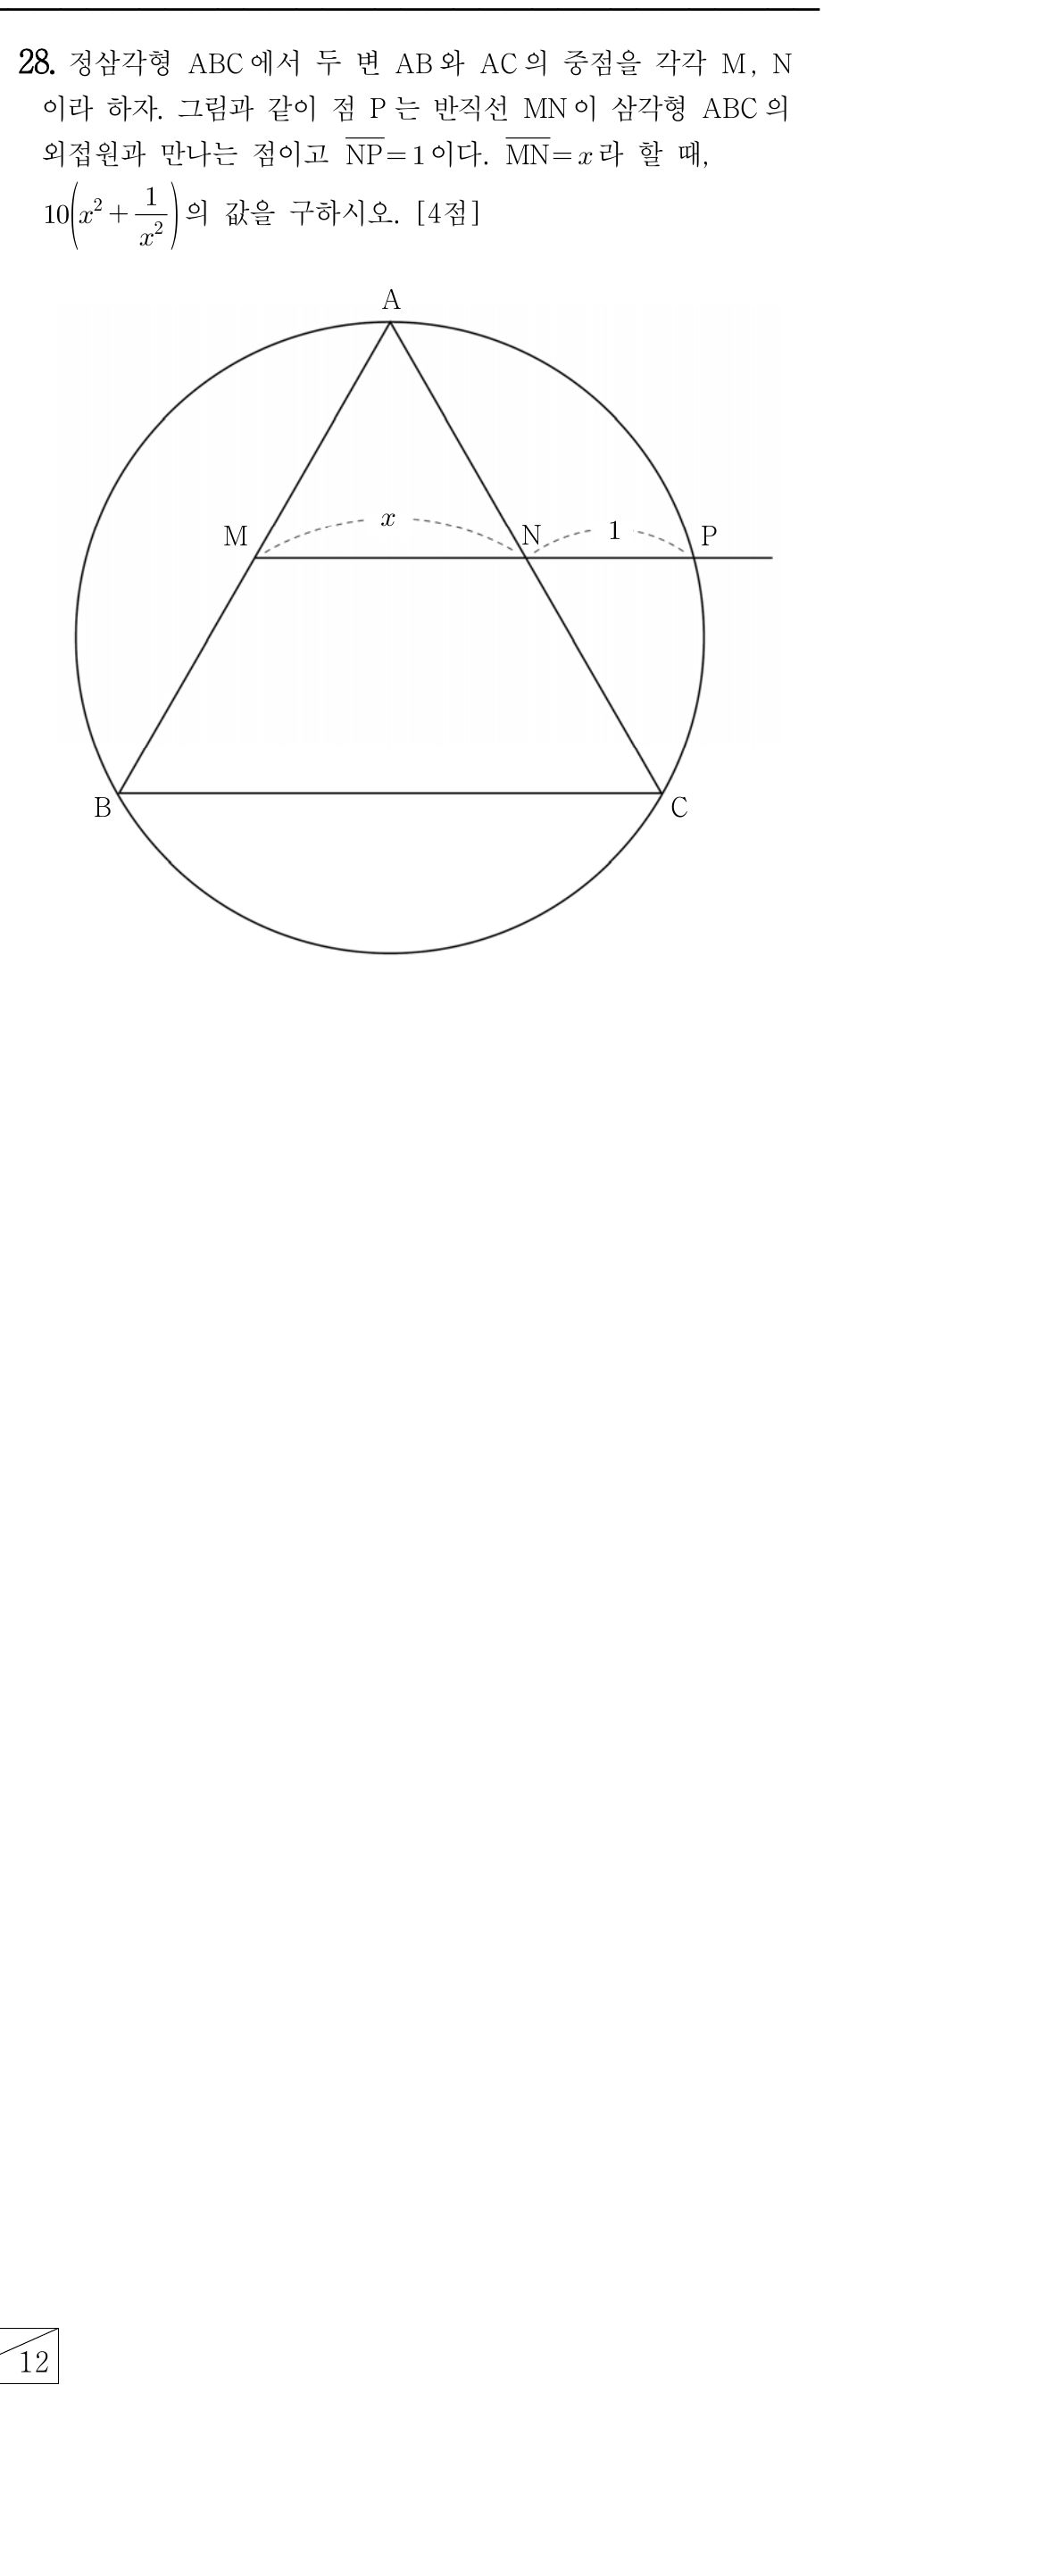 28. 정삼각형 ABC에서 두 변 AB와 AC의 중점을 각각 M, N
이라 하자. 그림과 같이 점 P는 반직선 MN이 삼각형 ABC의
외접원과 만나는 점이고 \overline{NP}=1이다. \overline{MN}=x라 할 때,
10(x^2+\frac{1}{x^2})의 값을 구하시오. [4점]
A
x
M
N
1
P
B
C
12